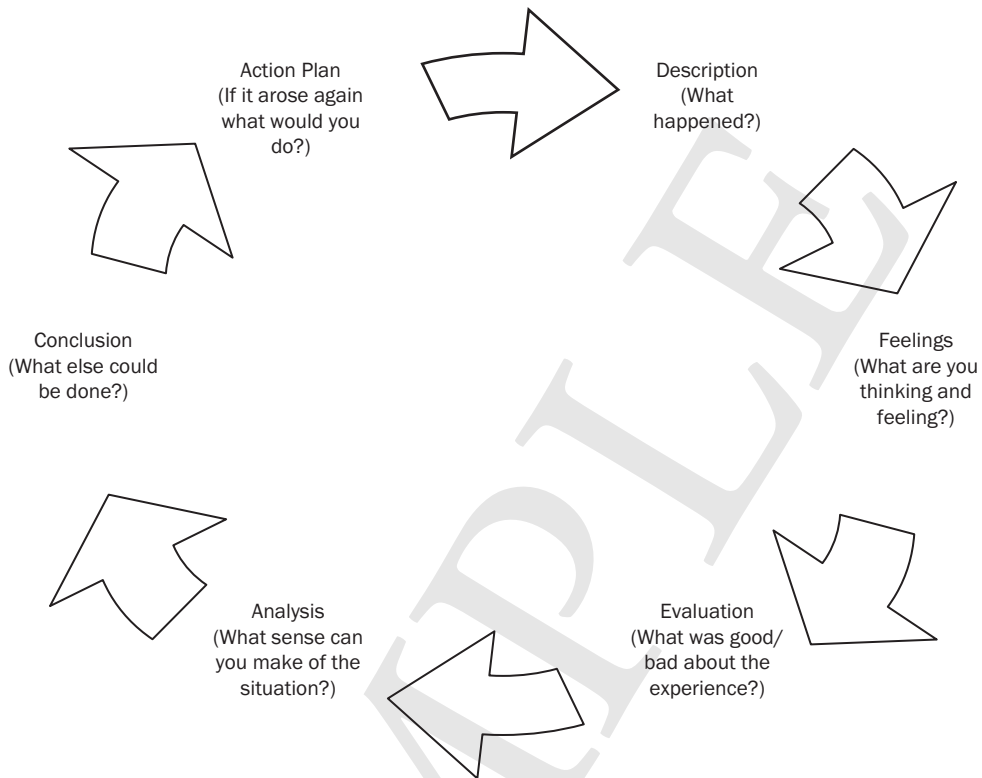 Action Plan
(If it arose again
what would you
do?)
Description
(What
happened?)
Feelings
(What are you
thinking and
feeling?)
Evaluation
(What was good/
bad about the
experience?)
Analysis
(What sense can
you make of the
situation?)
Conclusion
(What else could
be done?)